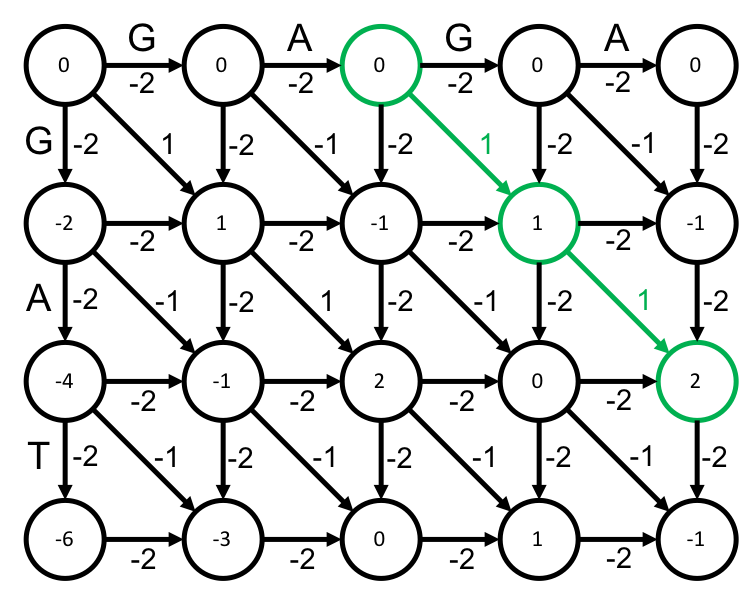 G A G A
0 0 0 0 0
-2 -2 -2 -2
G -2 1 -2 -1 -2 1 -2 -1 -2
-2 1 -1 1 -1
-2 -2 -2 -2
A -2 -1 -2 1 -2 -1 -2 1 -2
-4 -1 2 0 2
-2 -2 -2 -2
T -2 -1 -2 -1 -2 -1 -2 -1 -2
-6 -3 0 1 -1
-2 -2 -2 -2